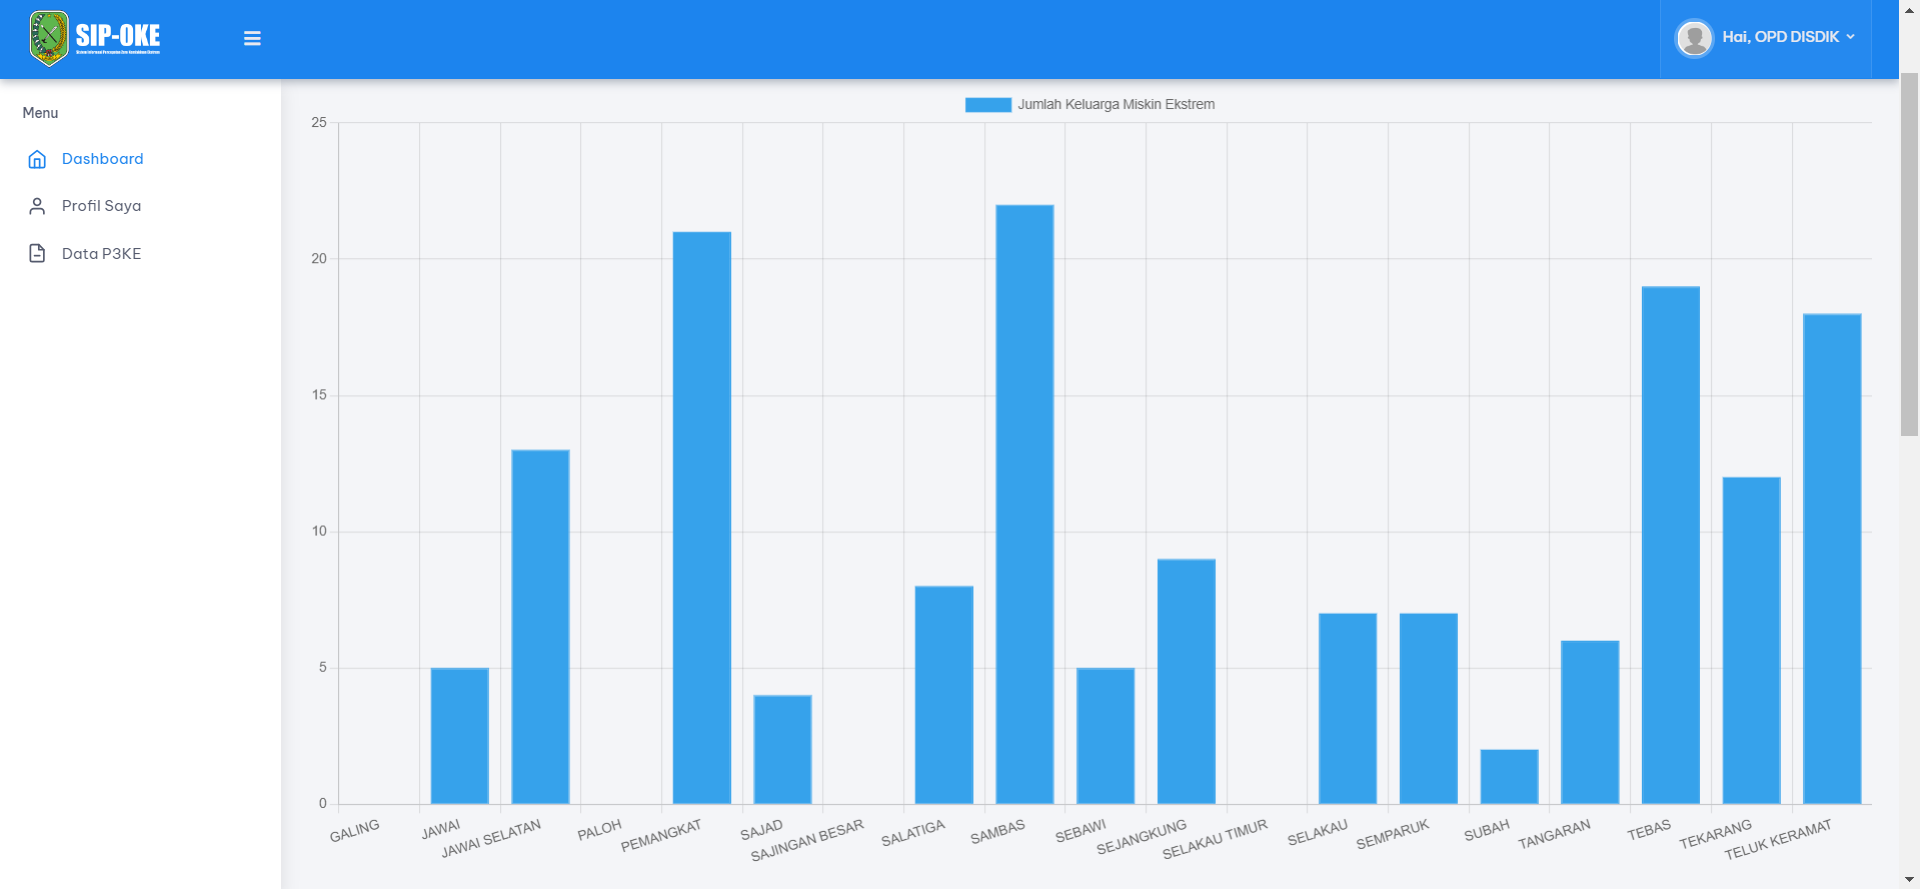 SIP-OKE
Hai, OPD DISDIK
Menu
Dashboard
Profil Saya
Data P3KE
Jumlah Keluarga Miskin Ekstrem
25
20
15
10
5
0
GALING
JAWAI
JAWAI SELATAN
PALOH
PEMANGKAT
SAJAD
SAJINGAN BESAR
SALATIGA
SAMBAS
SEBAWI
SEJANGKUNG
SELAKAU TIMUR
SELAKAU
SEMPARUK
SUBAH
TANGARAN
TEBAS
TEKARANG
TELUK KERAMAT